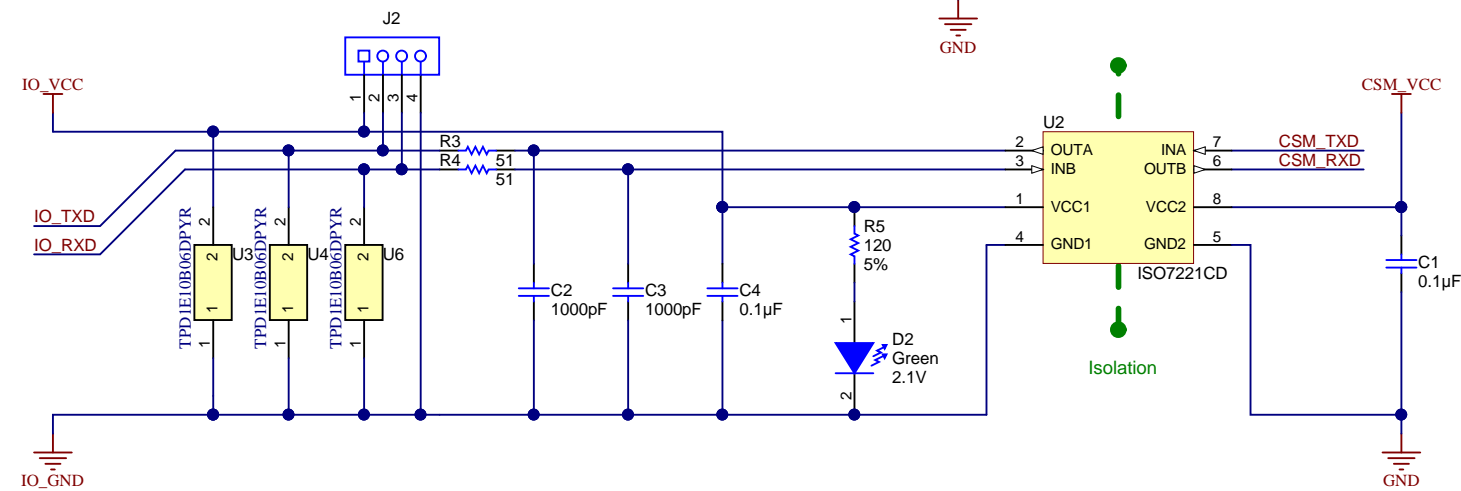 J2
GND
IO_VCC
CSM_VCC
1
2
3
4
U2
R3
R4
51
51
2
OUTA
INA
7
CSM_TXD
3
INB
OUTB
6
CSM_RXD
1
VCC1
VCC2
8
4
GND1
GND2
5
ISO7221CD
IO_TXD
IO_RXD
TPD1E10B06DPYR
2
2
1
1
U3
TPD1E10B06DPYR
2
2
1
1
U4
TPD1E10B06DPYR
2
2
1
1
U6
C2
1000pF
C3
1000pF
C4
0.1µF
R5
120
5%
1
D2
Green
2.1V
2
Isolation
C1
0.1µF
IO_GND
GND